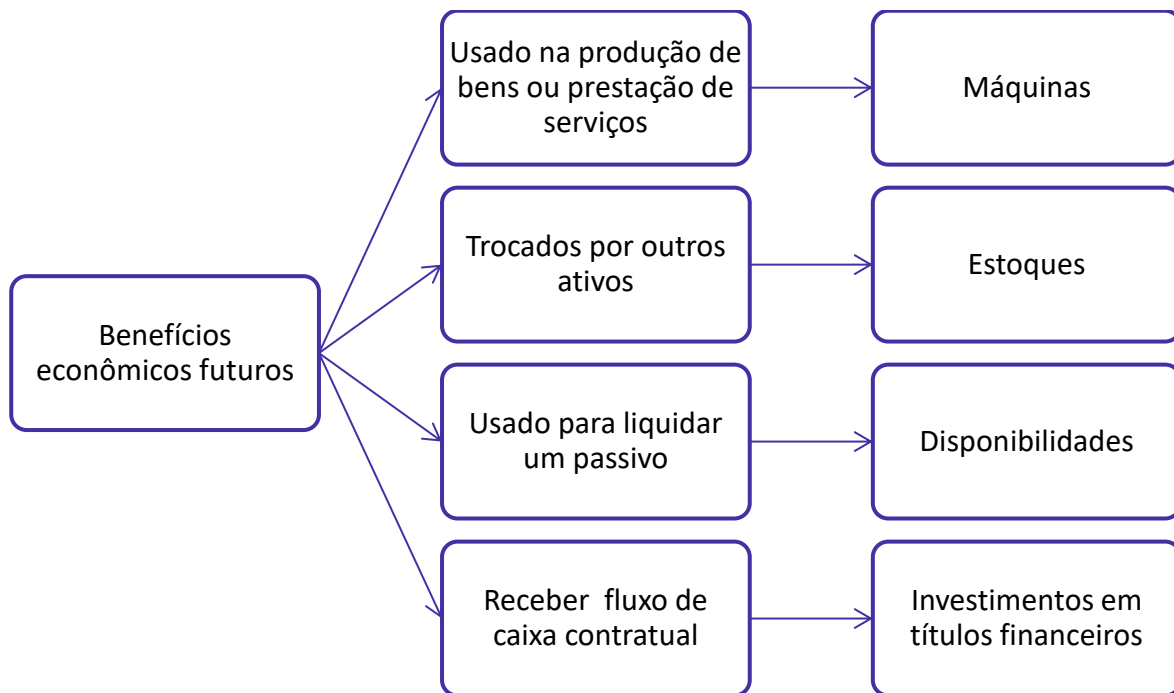 Benefícios
econômicos futuros
Usado na produção de
bens ou prestação de
serviços
Máquinas
Trocados por outros
ativos
Estoques
Usado para liquidar
um passivo
Disponibilidades
Receber fluxo de
caixa contratual
Investimentos em
títulos financeiros